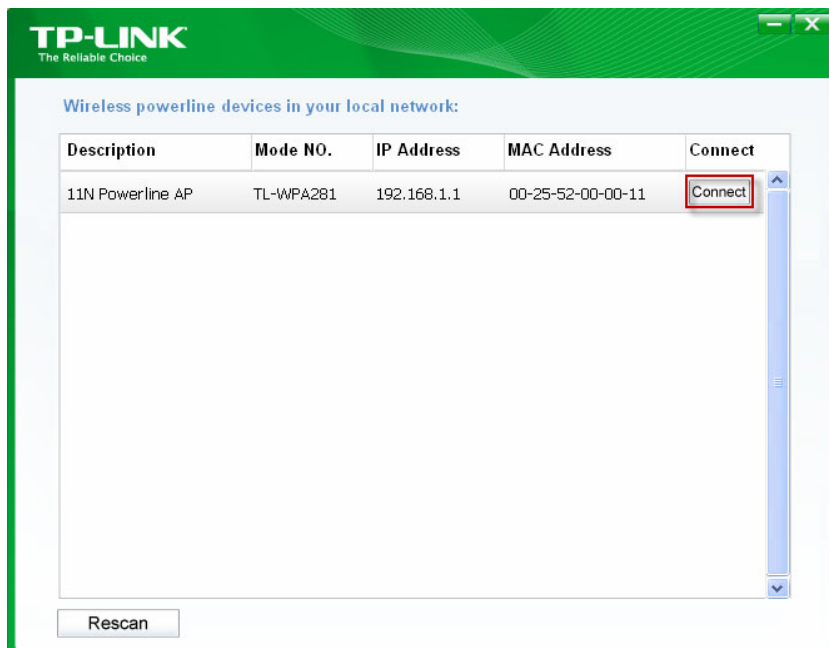 TP-LINK
The Reliable Choice
Wireless powerline devices in your local network:
Description Mode NO. IP Address MAC Address Connect
11N Powerline AP TL-WPA281 192.168.1.1 00-25-52-00-00-11 Connect
Rescan